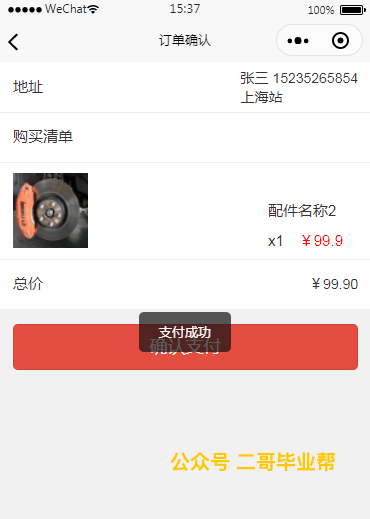 WeChat 15:37 100%
订单确认
地址 张三 15235265854
上海站
购买清单
配件名称2
x1 ￥99.9
总价 ￥99.90
支付成功
确认支付
公众号 二哥毕业帮